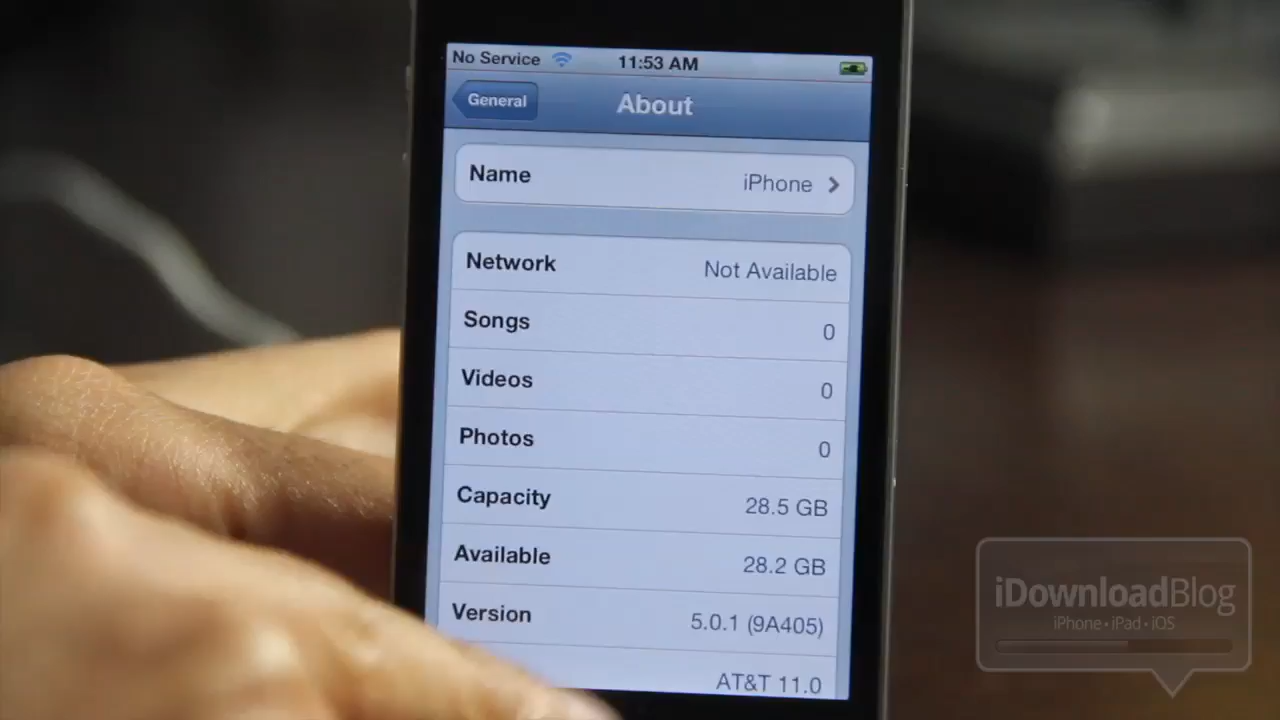 No Service 11:53 AM
General About
Name iPhone
Network Not Available
Songs 0
Videos 0
Photos 0
Capacity 28.5 GB
Available 28.2 GB
Version 5.0.1 (9A405)
AT&T 11.0
iDownloadBlog
iPhone • iPad • iOS